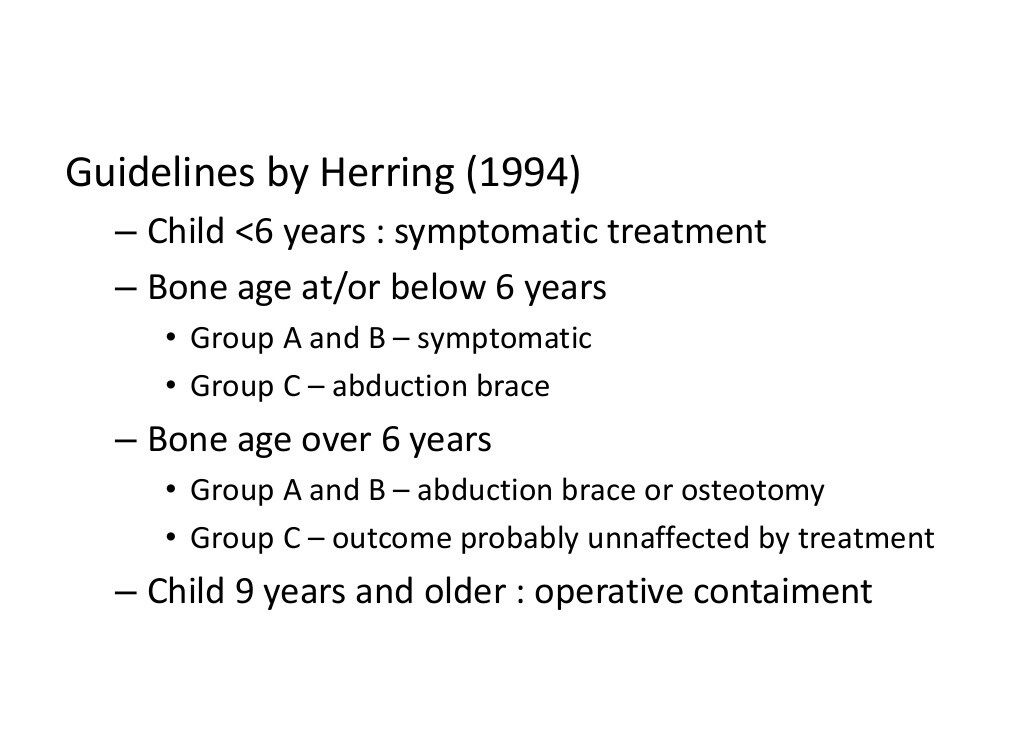 Guidelines by Herring (1994)
– Child <6 years : symptomatic treatment
– Bone age at/or below 6 years
• Group A and B – symptomatic
• Group C – abduction brace
– Bone age over 6 years
• Group A and B – abduction brace or osteotomy
• Group C – outcome probably unnaffected by treatment
– Child 9 years and older : operative contaiment